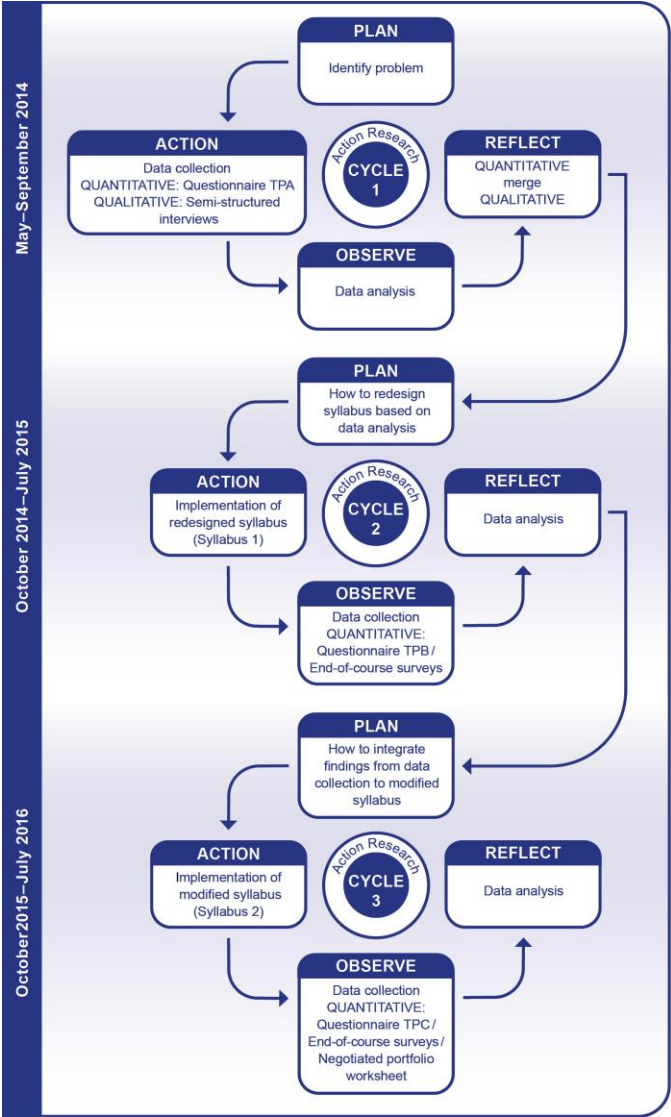 May–September 2014
PLAN
Identify problem
ACTION
Data collection
QUANTITATIVE: Questionnaire TPA
QUALITATIVE: Semi-structured
interviews
Action Research
CYCLE
1
REFLECT
QUANTITATIVE
merge
QUALITATIVE
OBSERVE
Data analysis
October 2014–July 2015
PLAN
How to redesign
syllabus based on
data analysis
ACTION
Implementation of
redesigned syllabus
(Syllabus 1)
Action Research
CYCLE
2
REFLECT
Data analysis
OBSERVE
Data collection
QUANTITATIVE:
Questionnaire TPB/
End-of-course surveys
October2015–July 2016
PLAN
How to integrate
findings from data
collection to modified
syllabus
ACTION
Implementation of
modified syllabus
(Syllabus 2)
Action Research
CYCLE
3
REFLECT
Data analysis
OBSERVE
Data collection
QUANTITATIVE:
Questionnaire TPC/
End-of-course surveys/
Negotiated portfolio
worksheet